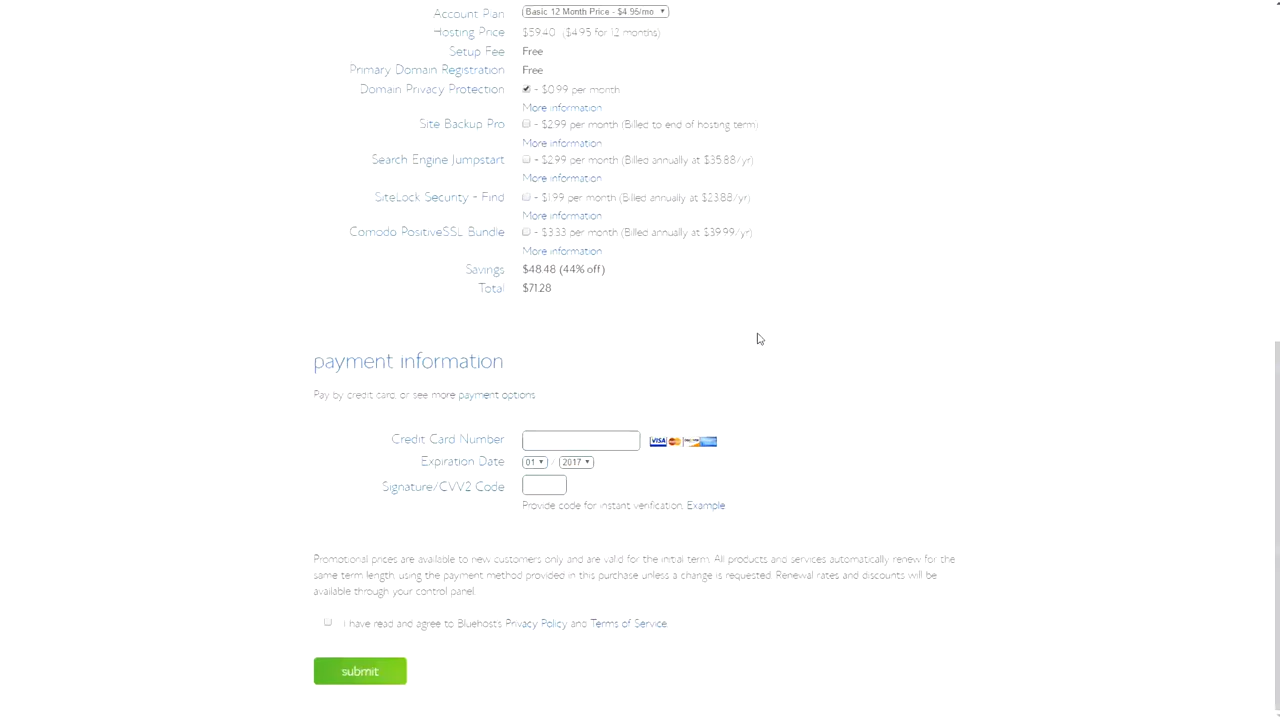 Account Plan Basic 12 Month Price - $4.95/mo
Hosting Price $59.40 ($4.95 for 12 months)
Setup Fee Free
Primary Domain Registration Free
Domain Privacy Protection - $0.99 per month
More information
Site Backup Pro - $2.99 per month (Billed to end of hosting term)
More information
Search Engine Jumpstart - $2.99 per month (Billed annually at $35.88/yr)
More information
SiteLock Security - Find - $1.99 per month (Billed annually at $23.88/yr)
More information
Comodo PositiveSSL Bundle - $3.33 per month (Billed annually at $39.99/yr)
More information
Savings $48.48 (44% off)
Total $71.28
payment information
Pay by credit card, or see more payment options
Credit Card Number VISA
Expiration Date 01 / 2017
Signature/CVV2 Code
Provide code for instant verification. Example
Promotional prices are available to new customers only and are valid for the initial term. All products and services automatically renew for the
same term length, using the payment method provided in this purchase unless a change is requested. Renewal rates and discounts will be
available through your control panel.
I have read and agree to Bluehost's Privacy Policy and Terms of Service.
submit